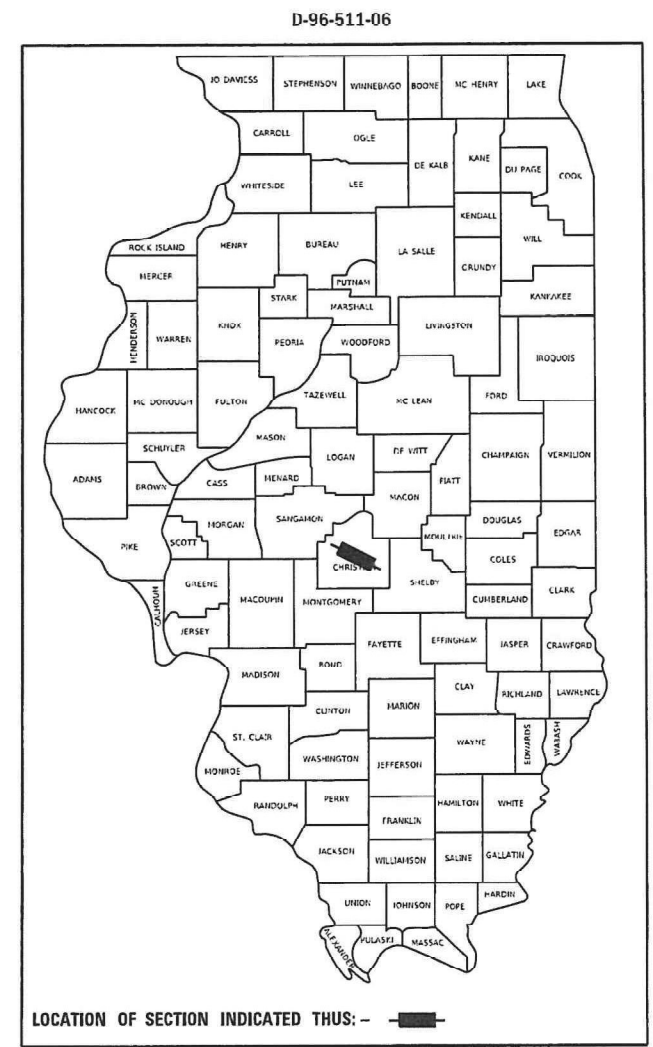 D-96-511-06
JO DAVIESS STEPHENSON WINNEBAGO BOONE MC HENRY LAKE
CARROLL OGLE
DE KALB KANE DU PAGE COOK
WHITESIDE LEE
KENDALL
ROCK ISLAND HENRY BUREAU LA SALLE WILL
GRUNDY
MERCER PUTNAM
STARK MARSHALL KANKAKEE
HENDERSON WARREN KNOX PEORIA WOODFORD LIVINGSTON
IROQUOIS
HANCOCK MC DONOUGH FULTON TAZEWELL MC LEAN FORD
SCHUYLER MASON
LOGAN DE WITT CHAMPAIGN VERMILION
ADAMS BROWN CASS MENARD PIATT
MACON
PIKE SCOTT MORGAN SANGAMON MOULTRIE DOUGLAS EDGAR
CHRISTI COLES
GREENE SHELBY
CALHOUN MACOUPIN MONTGOMERY CUMBERLAND CLARK
JERSEY FAYETTE EFFINGHAM JASPER CRAWFORD
MADISON BOND
CLAY RICHLAND LAWRENCE
CLINTON MARION
ST. CLAIR WAYNE EDWARDS WABASH
WASHINGTON JEFFERSON
MONROE
RANDOLPH PERRY HAMILTON WHITE
FRANKLIN
JACKSON WILLIAMSON SALINE GALLATIN
HARDIN
UNION JOHNSON POPE
ALEXANDER PULASKI MASSAC
LOCATION OF SECTION INDICATED THUS: –